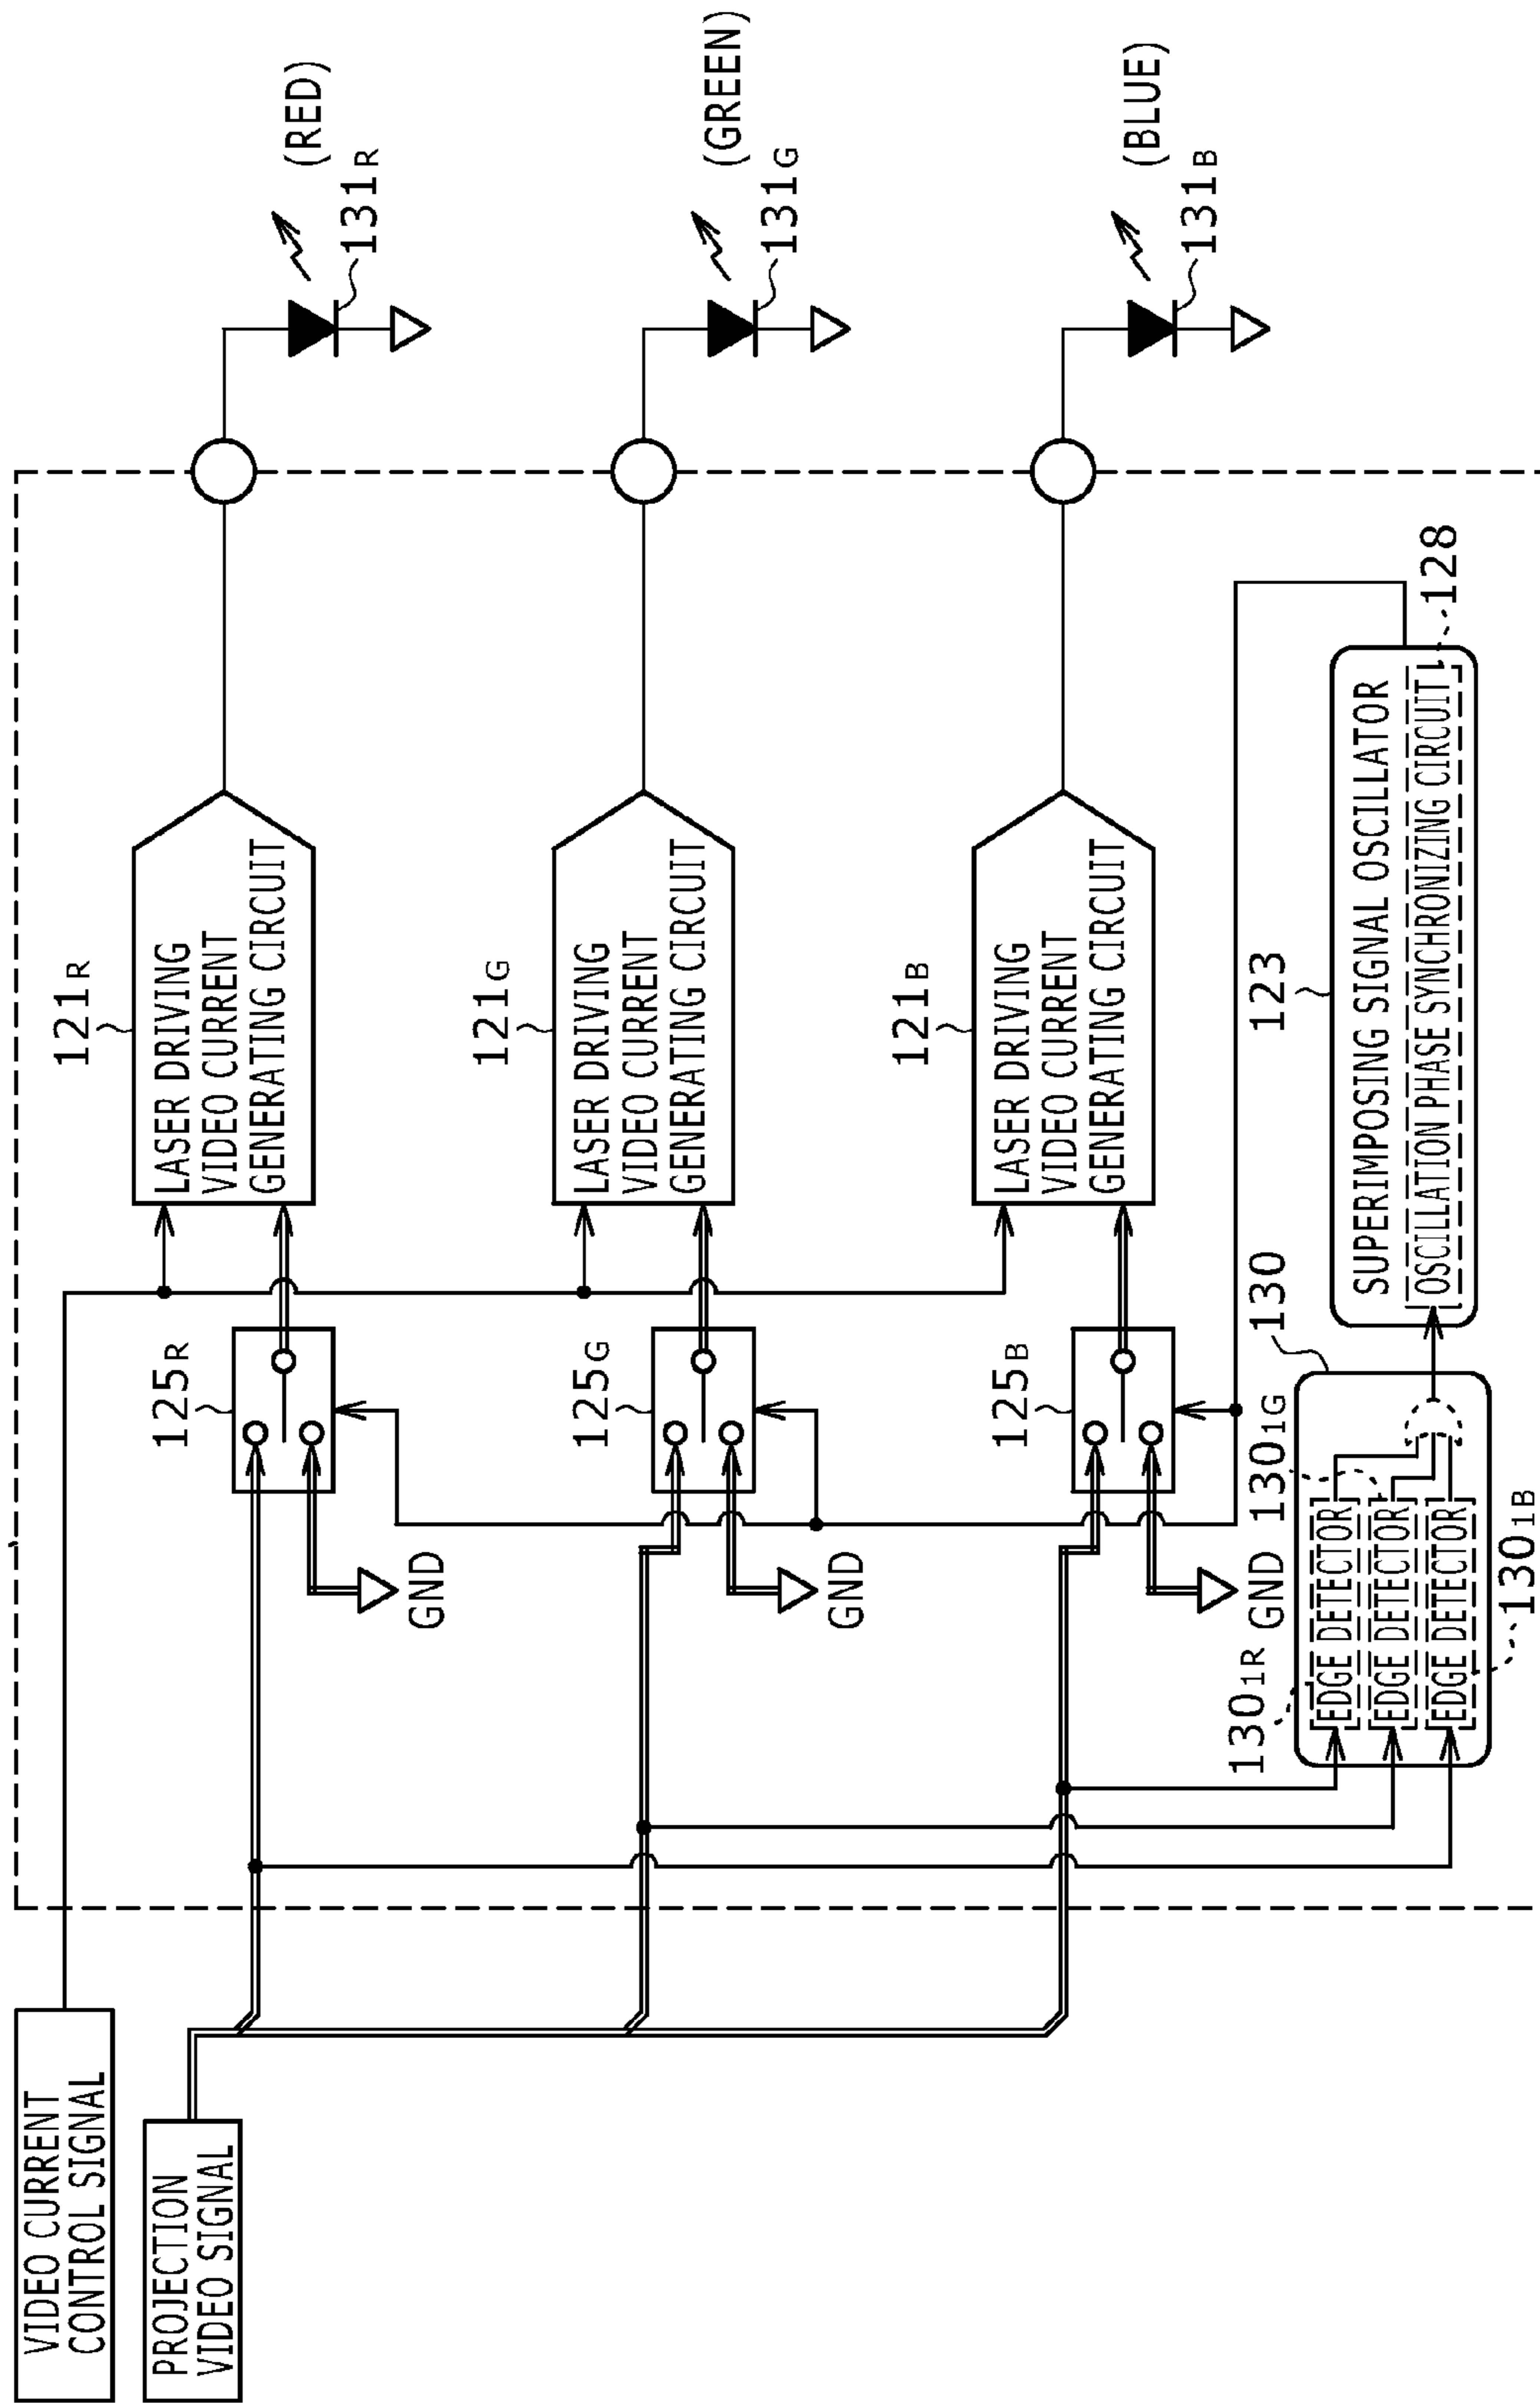 VIDEO CURRENT
CONTROL SIGNAL
PROJECTION
VIDEO SIGNAL
121R
LASER DRIVING
VIDEO CURRENT
GENERATING CIRCUIT
125R
GND
(RED)
131R
121G
LASER DRIVING
VIDEO CURRENT
GENERATING CIRCUIT
125G
GND
(GREEN)
131G
121B
LASER DRIVING
VIDEO CURRENT
GENERATING CIRCUIT
125B
GND
(BLUE)
131B
130
1301R
EDGE DETECTOR
1301G
EDGE DETECTOR
EDGE DETECTOR
1301B
123
SUPERIMPOSING SIGNAL OSCILLATOR
OSCILLATION PHASE SYNCHRONIZING CIRCUIT
128